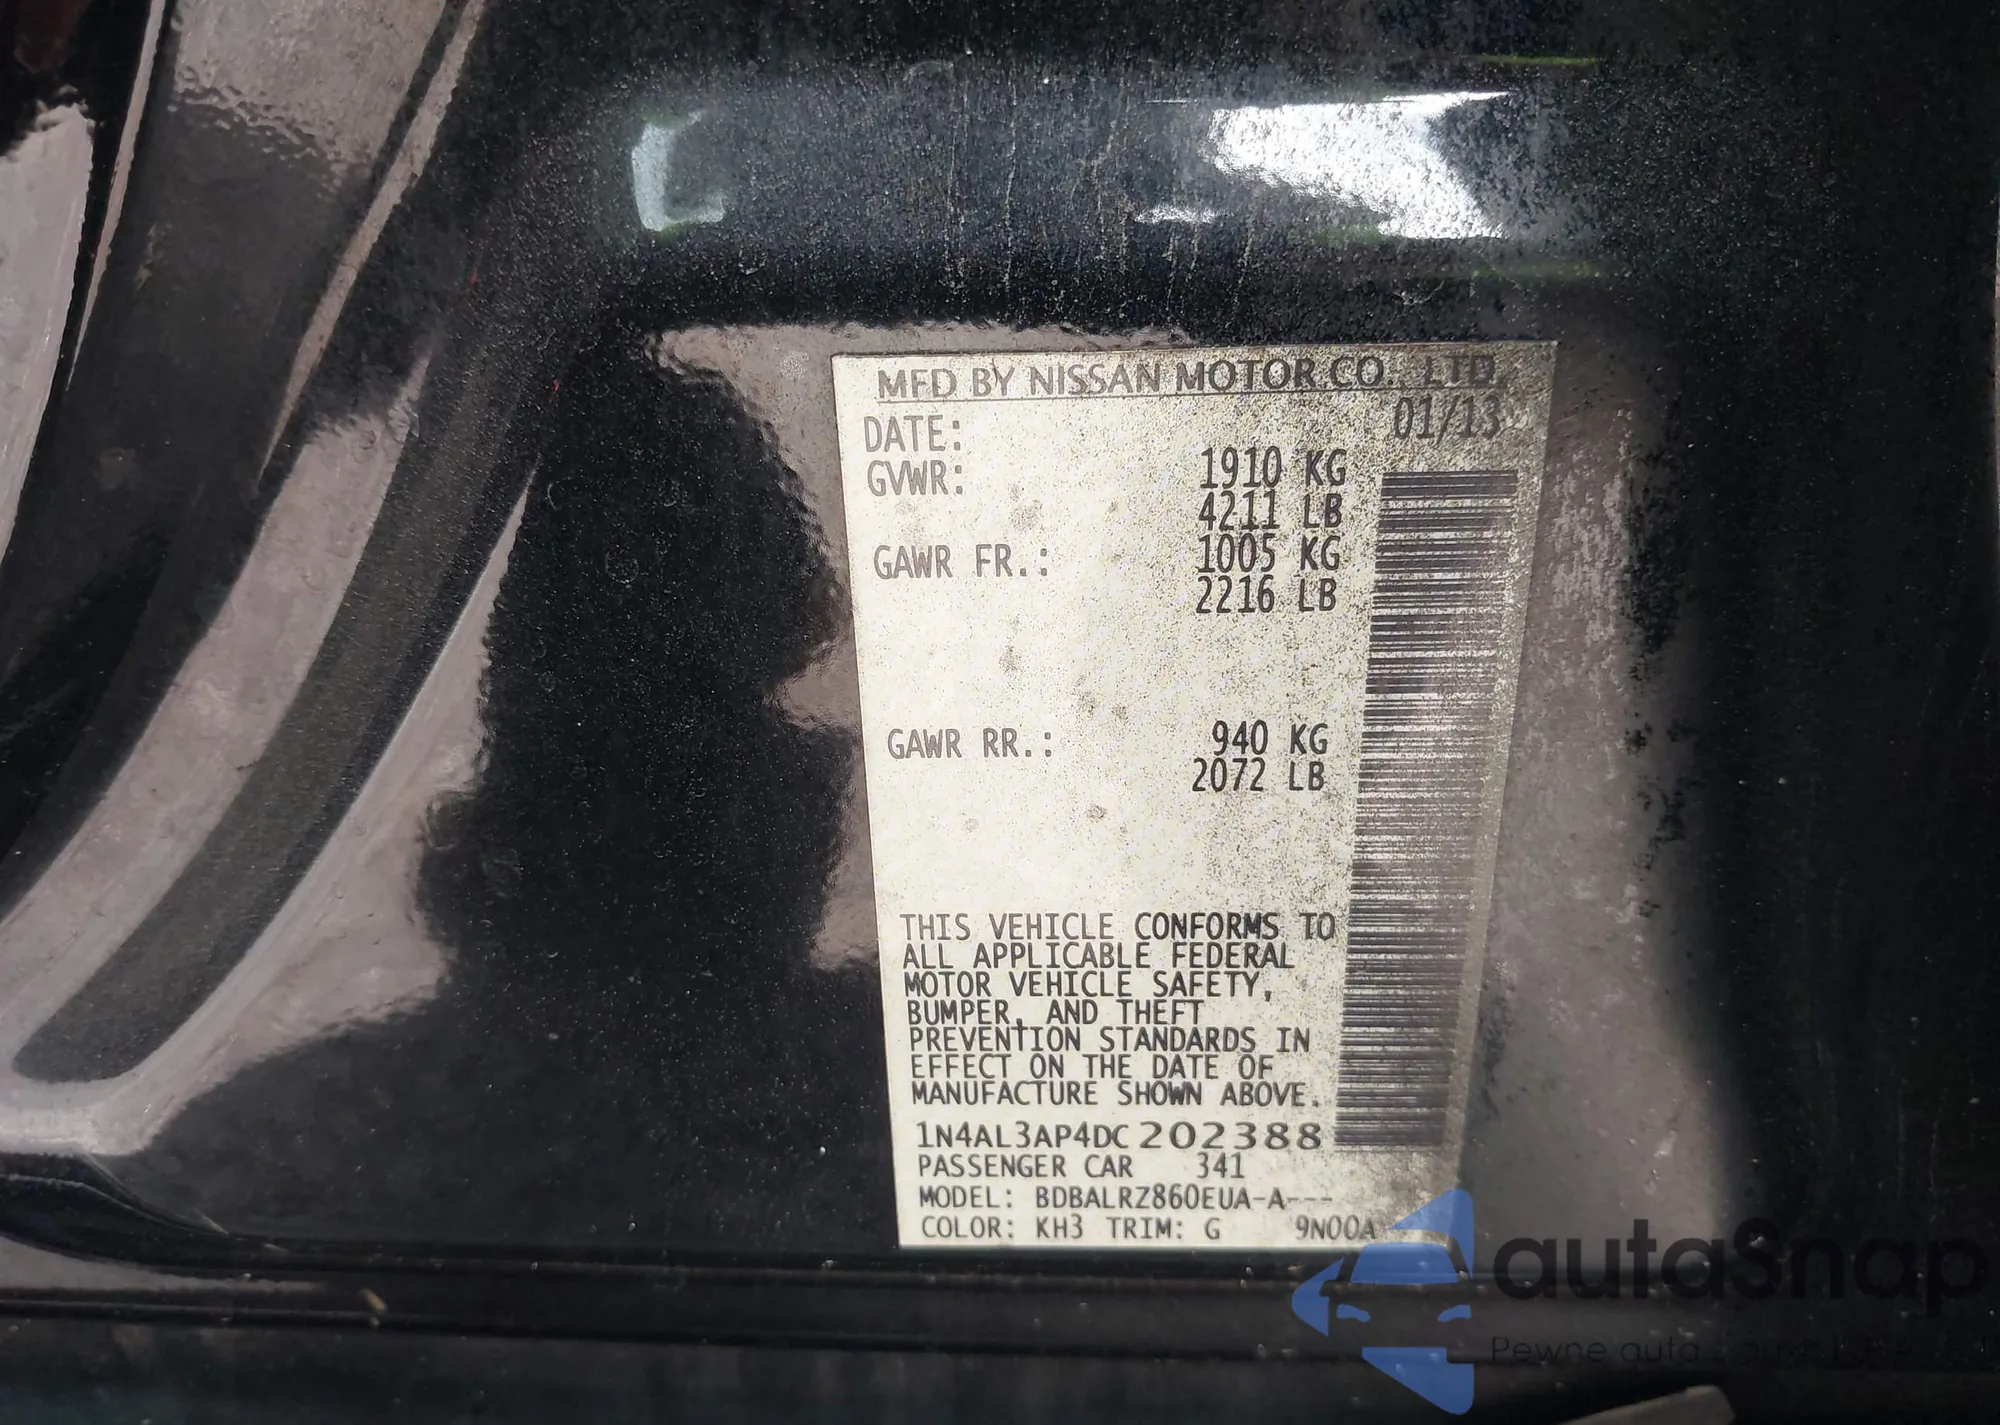 MFD BY NISSAN MOTOR CO., LTD.
DATE: 01/13
GVWR: 1910 KG
4211 LB
GAWR FR.: 1005 KG
2216 LB
GAWR RR.: 940 KG
2072 LB
THIS VEHICLE CONFORMS TO
ALL APPLICABLE FEDERAL
MOTOR VEHICLE SAFETY,
BUMPER, AND THEFT
PREVENTION STANDARDS IN
EFFECT ON THE DATE OF
MANUFACTURE SHOWN ABOVE.
1N4AL3AP4DC202388
PASSENGER CAR 341
MODEL: BDBALRZ860EUA-A---
COLOR: KH3 TRIM: G 9N00A
autaSnap
Pewne auta